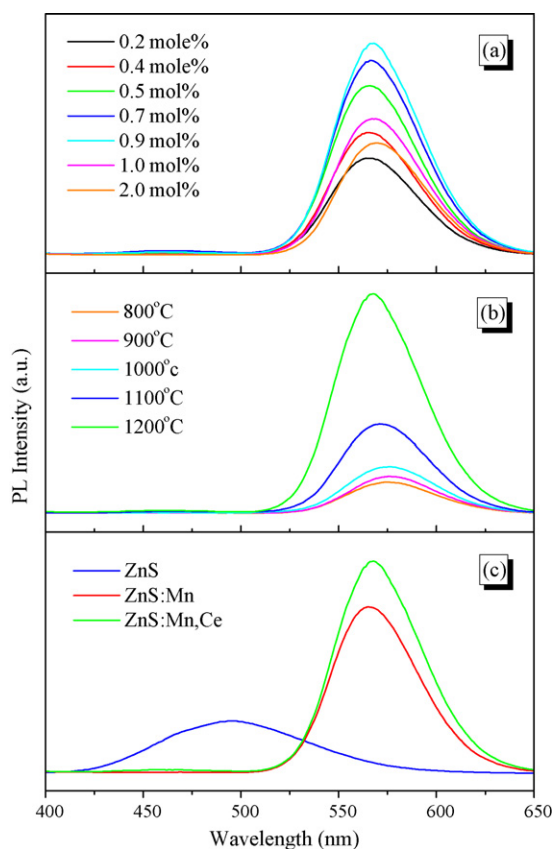 0.2 mole%
0.4 mole%
0.5 mol%
0.7 mol%
0.9 mol%
1.0 mol%
2.0 mol%
(a)
800°C
900°C
1000°c
1100°C
1200°C
(b)
PL Intensity (a.u.)
ZnS
ZnS:Mn
ZnS:Mn,Ce
(c)
400 450 500 550 600 650
Wavelength (nm)